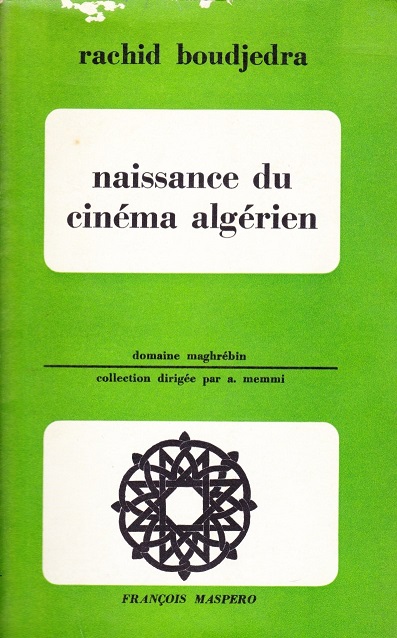 rachid boudjedra
naissance du
cinéma algérien
domaine maghrébin
collection dirigée par a. memmi
FRANÇOIS MASPERO